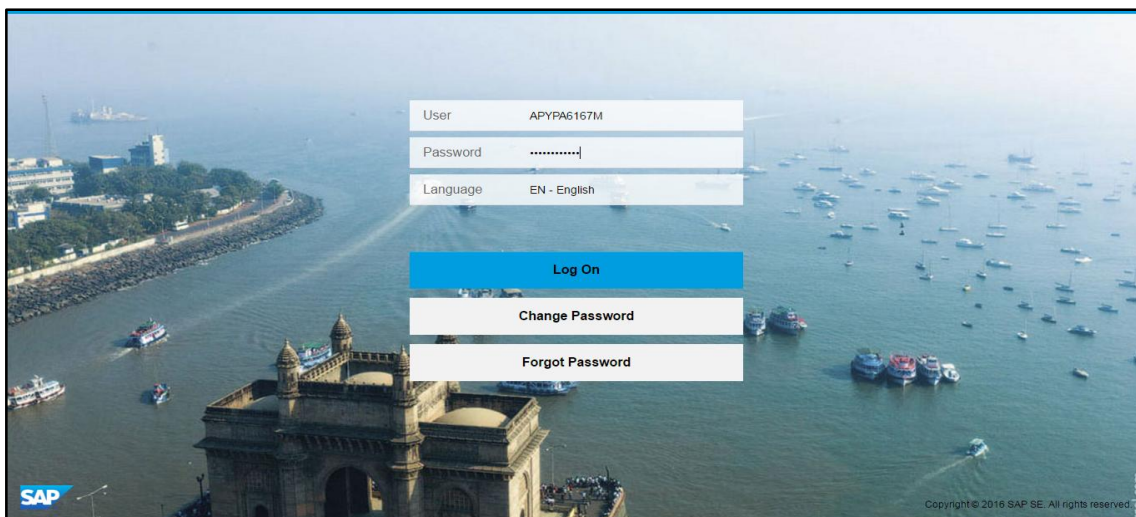 User APYPA6167M
Password ••••••••••••
Language EN - English
Log On
Change Password
Forgot Password
SAP
Copyright © 2016 SAP SE. All rights reserved.